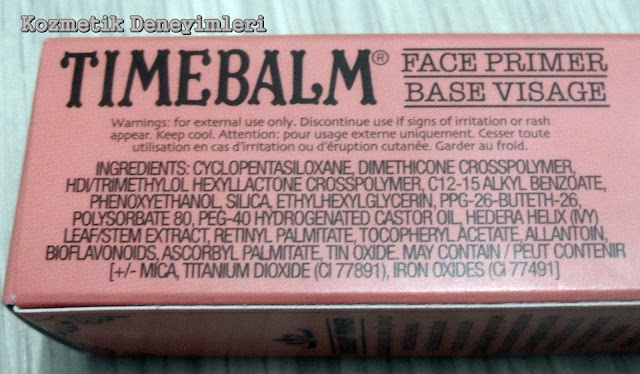 Kozmetik Deneyimleri
TIMEBALM® FACE PRIMER
BASE VISAGE
Warnings: for external use only. Discontinue use if signs of irritation or rash
appear. Keep cool. Attention: pour usage externe uniquement. Cesser toute
utilisation en cas d'irritation ou d'éruption cutanée. Garder au froid.
INGREDIENTS: CYCLOPENTASILOXANE, DIMETHICONE CROSSPOLYMER,
HDI/TRIMETHYLOL HEXYLLACTONE CROSSPOLYMER, C12-15 ALKYL BENZOATE,
PHENOXYETHANOL, SILICA, ETHYLHEXYLGLYCERIN, PPG-26-BUTETH-26,
POLYSORBATE 80, PEG-40 HYDROGENATED CASTOR OIL, HEDERA HELIX (IVY)
LEAF/STEM EXTRACT, RETINYL PALMITATE, TOCOPHERYL ACETATE, ALLANTOIN,
BIOFLAVONOIDS, ASCORBYL PALMITATE, TIN OXIDE. MAY CONTAIN / PEUT CONTENIR
[+/- MICA, TITANIUM DIOXIDE (CI 77891), IRON OXIDES (CI 77491)]